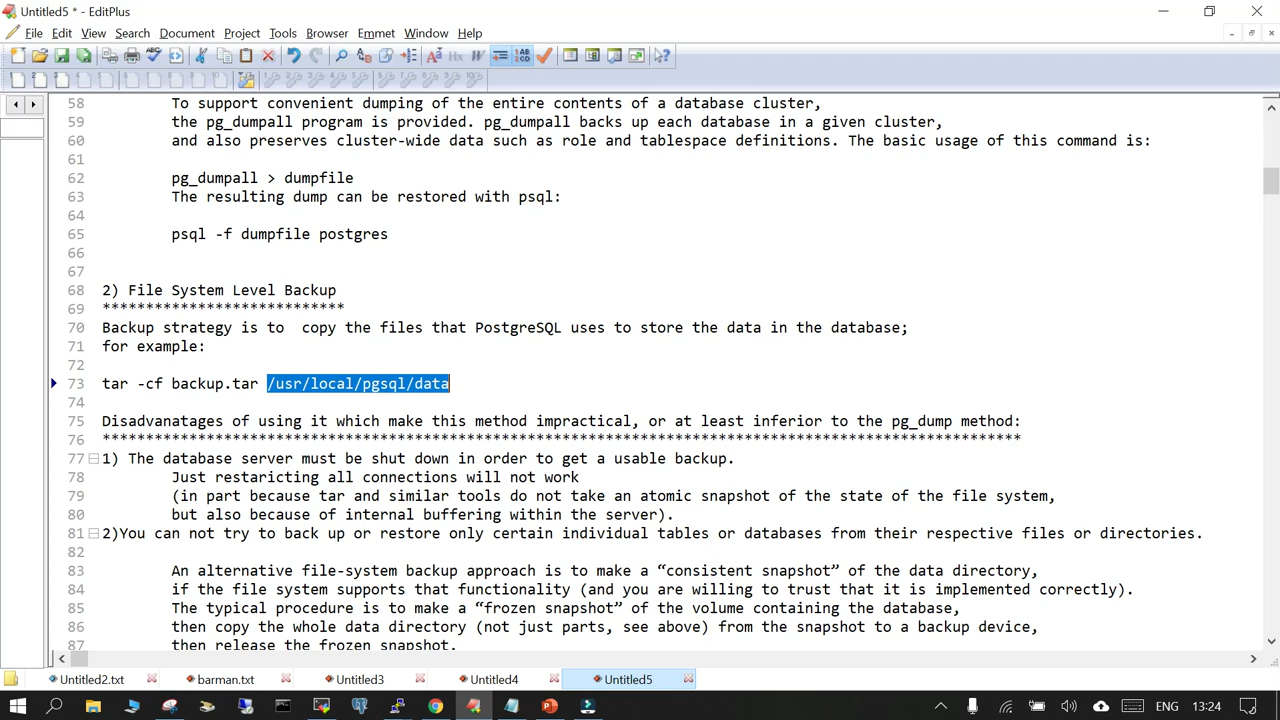 Untitled5 * - EditPlus
File Edit View Search Document Project Tools Browser Emmet Window Help
58 To support convenient dumping of the entire contents of a database cluster,
59 the pg_dumpall program is provided. pg_dumpall backs up each database in a given cluster,
60 and also preserves cluster-wide data such as role and tablespace definitions. The basic usage of this command is:
61
62 pg_dumpall > dumpfile
63 The resulting dump can be restored with psql:
64
65 psql -f dumpfile postgres
66
67
68 2) File System Level Backup
69 ****************************
70 Backup strategy is to  copy the files that PostgreSQL uses to store the data in the database;
71 for example:
72
73 tar -cf backup.tar /usr/local/pgsql/data
74
75 Disadvanatages of using it which make this method impractical, or at least inferior to the pg_dump method:
76 **********************************************************************************************************
77 1) The database server must be shut down in order to get a usable backup.
78 Just restaricting all connections will not work
79 (in part because tar and similar tools do not take an atomic snapshot of the state of the file system,
80 but also because of internal buffering within the server).
81 2)You can not try to back up or restore only certain individual tables or databases from their respective files or directories.
82
83 An alternative file-system backup approach is to make a “consistent snapshot” of the data directory,
84 if the file system supports that functionality (and you are willing to trust that it is implemented correctly).
85 The typical procedure is to make a “frozen snapshot” of the volume containing the database,
86 then copy the whole data directory (not just parts, see above) from the snapshot to a backup device,
87 then release the frozen snapshot.
Untitled2.txt barman.txt Untitled3 Untitled4 Untitled5
ENG 13:24